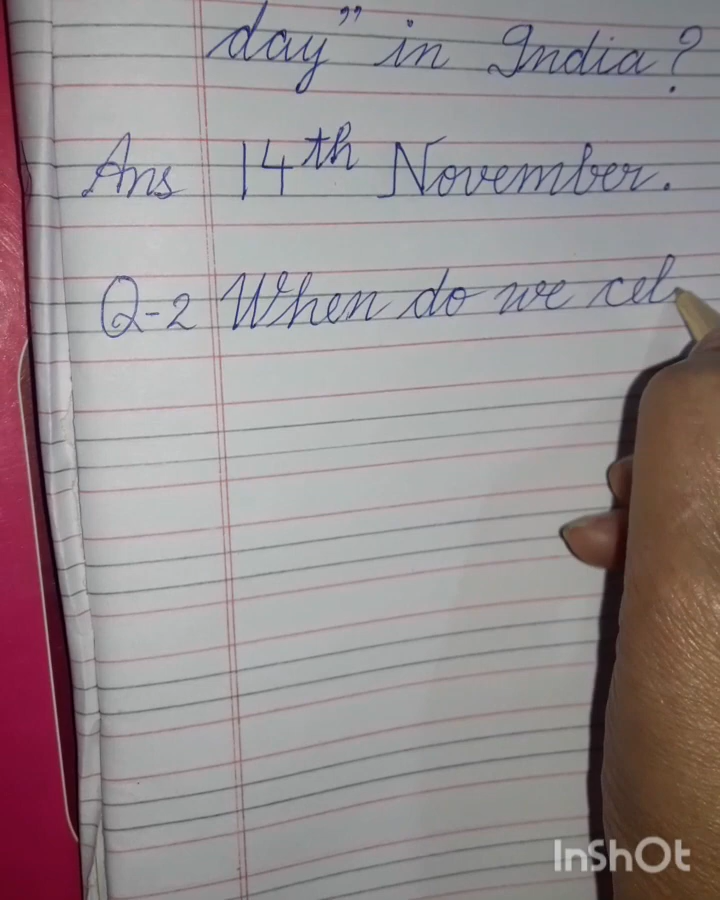 day" in India?
Ans 14th November.
Q-2 When do we cel
InShOt